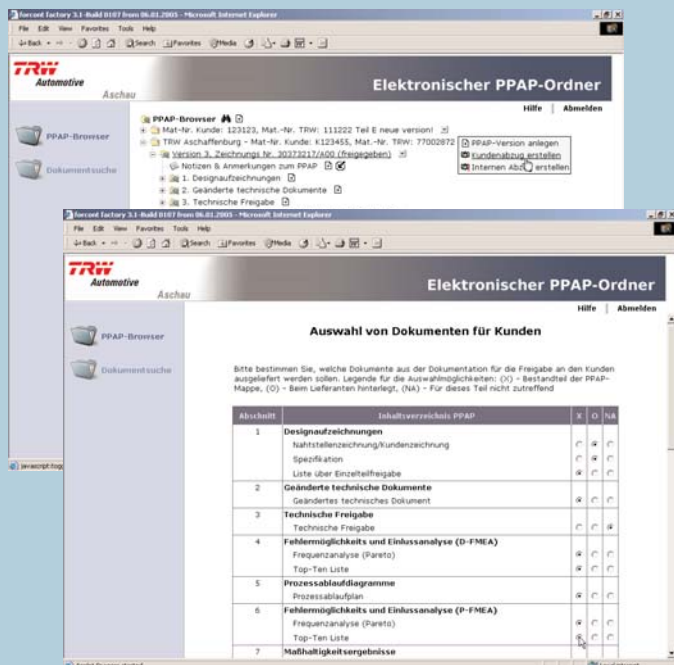 forcont factory 3.1-Build 0107 from 06.01.2005 - Microsoft Internet Explorer
File Edit View Favorites Tools Help
Back Search Favorites Media
TRW
Automotive
Aschau
Elektronischer PPAP-Ordner
Hilfe Abmelden
PPAP-Browser
Dokumentsuche
PPAP-Browser
Mat-Nr. Kunde: 123123, Mat.-Nr. TRW: 111222 Teil E neue version!
TRW Aschaffenburg - Mat-Nr. Kunde: K123455, Mat.-Nr. TRW: 77002872
Version 3, Zeichnungs Nr. 30373217/A00 (freigegeben)
Notizen & Anmerkungen zum PPAP
1. Designaufzeichnungen
2. Geänderte technische Dokumente
3. Technische Freigabe
PPAP-Version anlegen
Kundenabzug erstellen
Internen erstellen
forcont factory 3.1-Build 0107 from 06.01.2005 - Microsoft Internet Explorer
File Edit View Favorites Tools Help
Back Search Favorites Media
TRW
Automotive
Aschau
Elektronischer PPAP-Ordner
Hilfe Abmelden
PPAP-Browser
Dokumentsuche
Auswahl von Dokumenten für Kunden
Bitte bestimmen Sie, welche Dokumente aus der Dokumentation für die Freigabe an den Kunden
ausgeliefert werden sollen. Legende für die Auswahlmöglichkeiten: (X) - Bestandteil der PPAP-
Mappe, (O) - Beim Lieferanten hinterlegt, (NA) - Für dieses Teil nicht zutreffend
Abschnitt Inhaltsverzeichnis PPAP X O NA
1 Designaufzeichnungen
Nahtstellenzeichnung/Kundenzeichnung
Spezifikation
Liste über Einzelteilfreigabe
2 Geänderte technische Dokumente
Geändertes technisches Dokument
3 Technische Freigabe
Technische Freigabe
4 Fehlermöglichkeits und Einlussanalyse (D-FMEA)
Frequenzanalyse (Pareto)
Top-Ten Liste
5 Prozessablaufdiagramme
Prozessablaufplan
6 Fehlermöglichkeits und Einlussanalyse (P-FMEA)
Frequenzanalyse (Pareto)
Top-Ten Liste
7 Maßhaltigkeitsergebnisse